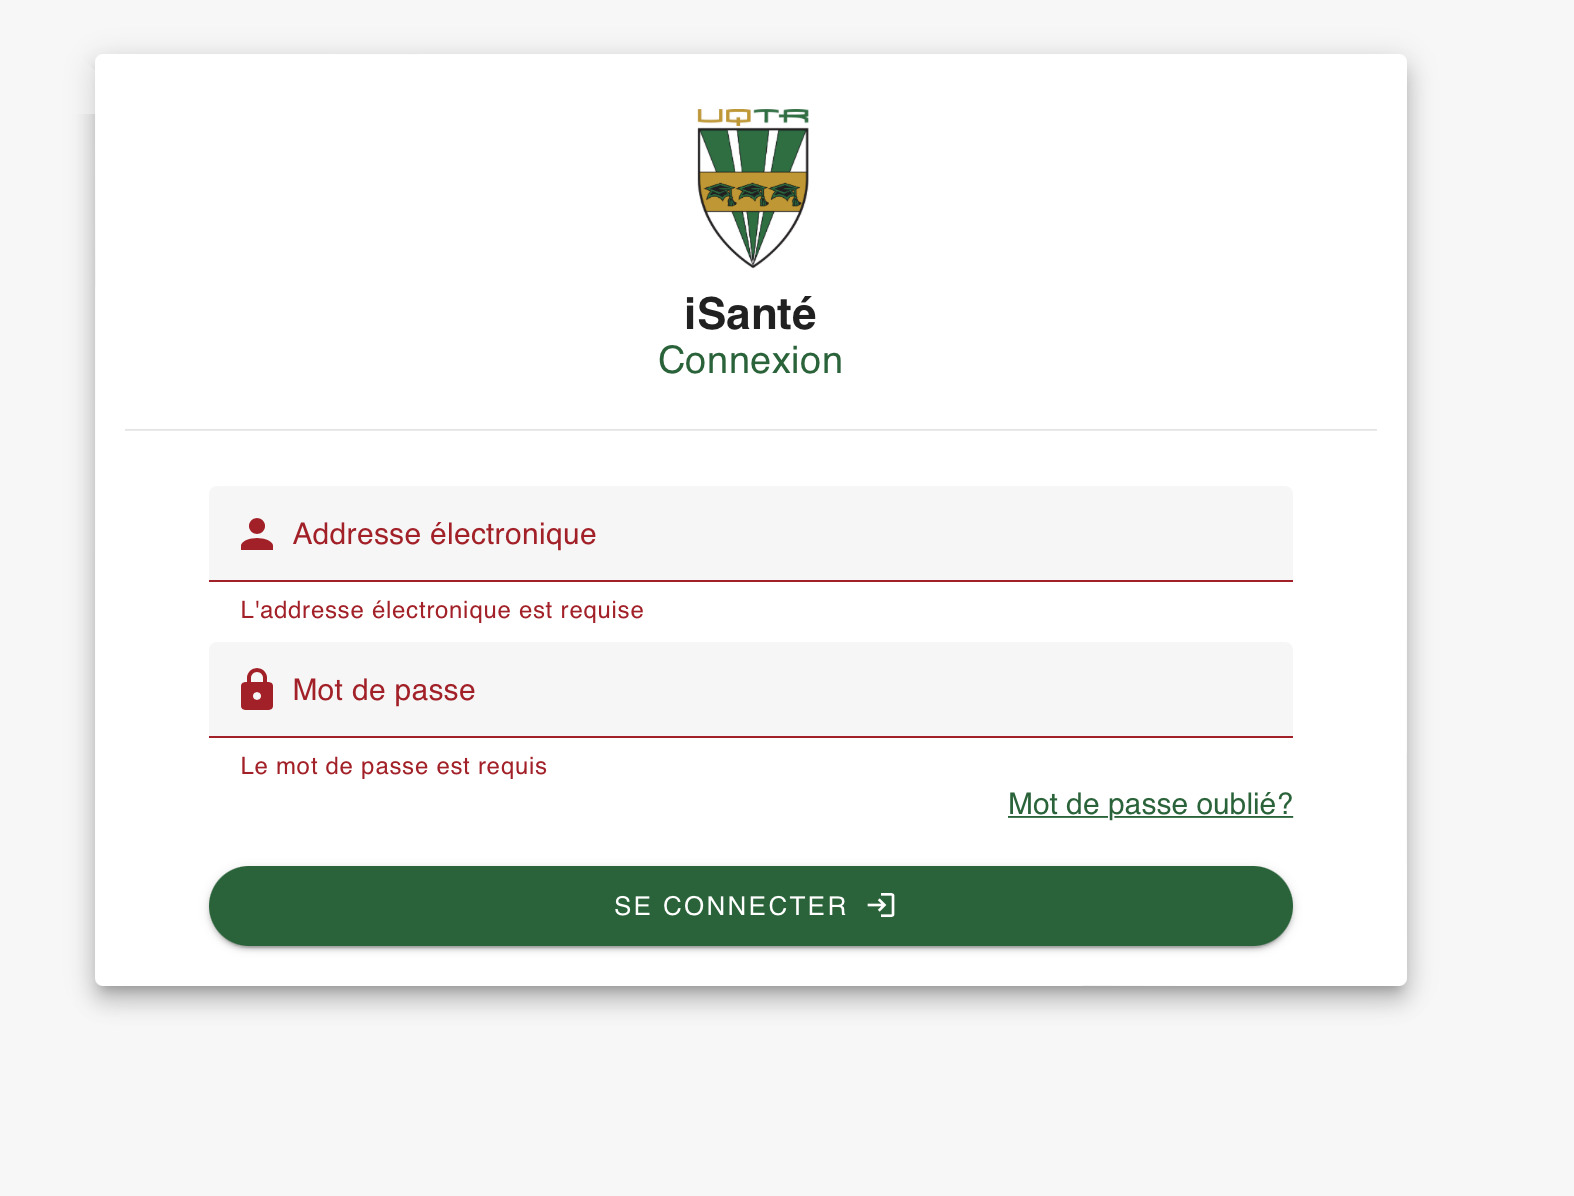 UQTR
iSanté
Connexion
Addresse électronique
L'addresse électronique est requise
Mot de passe
Le mot de passe est requis
Mot de passe oublié?
SE CONNECTER